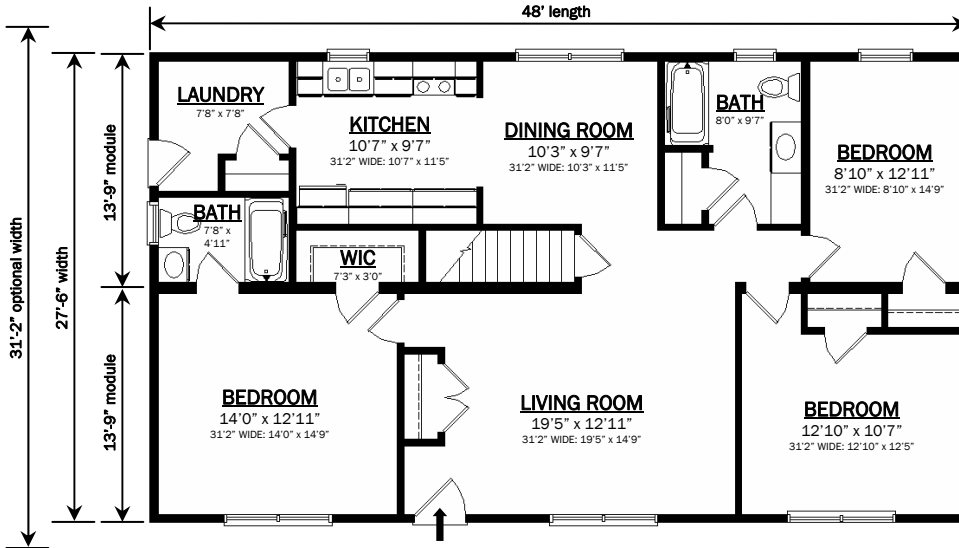 48' length
31'-2" optional width
27'-6" width
13'-9" module
13'-9" module
LAUNDRY
7'8" x 7'8"
KITCHEN
10'7" x 9'7"
31'2" WIDE: 10'7" x 11'5"
DINING ROOM
10'3" x 9'7"
31'2" WIDE: 10'3" x 11'5"
BATH
8'0" x 9'7"
BEDROOM
8'10" x 12'11"
31'2" WIDE: 8'10" x 14'9"
BATH
7'8" x
4'11"
WIC
7'3" x 3'0"
BEDROOM
14'0" x 12'11"
31'2" WIDE: 14'0" x 14'9"
LIVING ROOM
19'5" x 12'11"
31'2" WIDE: 19'5" x 14'9"
BEDROOM
12'10" x 10'7"
31'2" WIDE: 12'10" x 12'5"